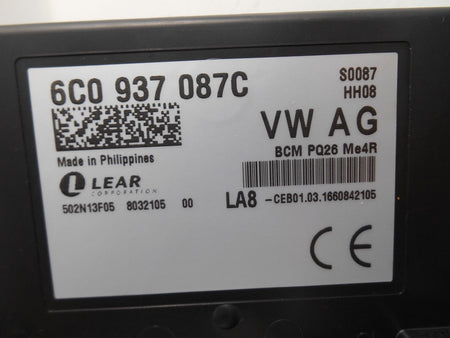 6C0 937 087C
S0087
HH08
VW AG
BCM PQ26 Me4R
Made in Philippines
LEAR
CORPORATION
502N13F05 8032105 00
LA8 -CEB01.03.1660842105
CE